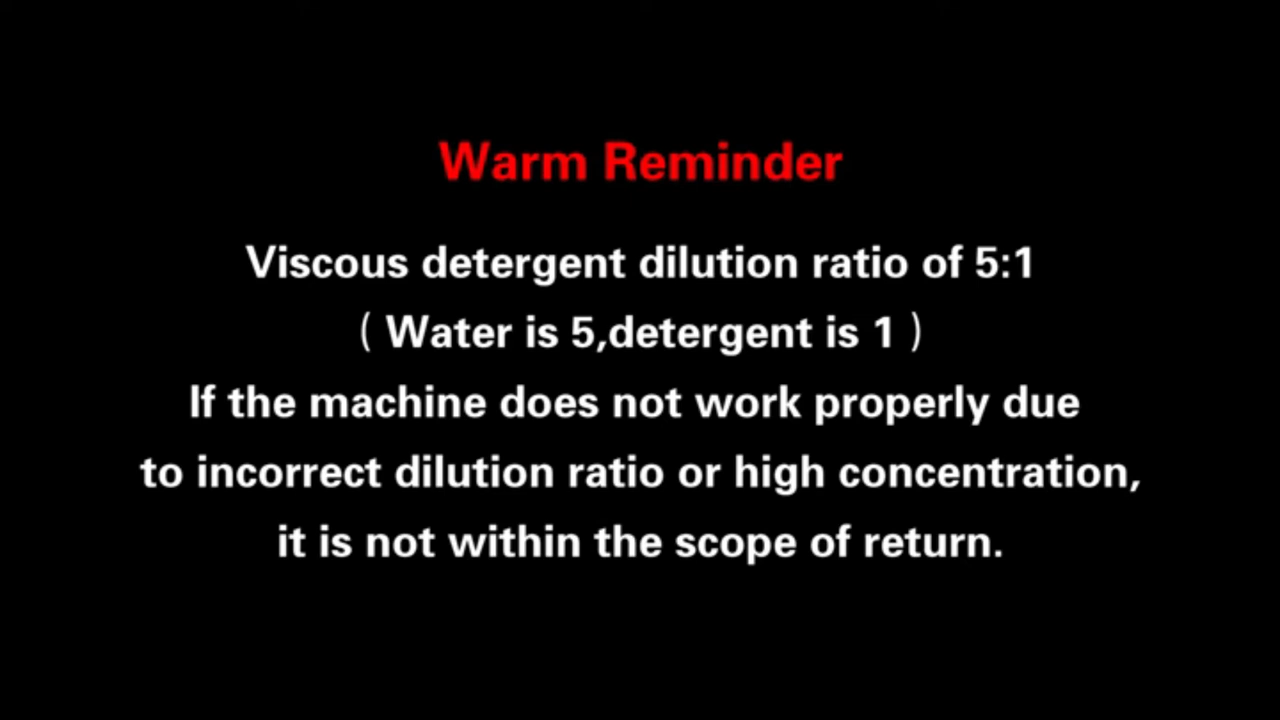 Warm Reminder
Viscous detergent dilution ratio of 5:1
( Water is 5,detergent is 1 )
If the machine does not work properly due
to incorrect dilution ratio or high concentration,
it is not within the scope of return.